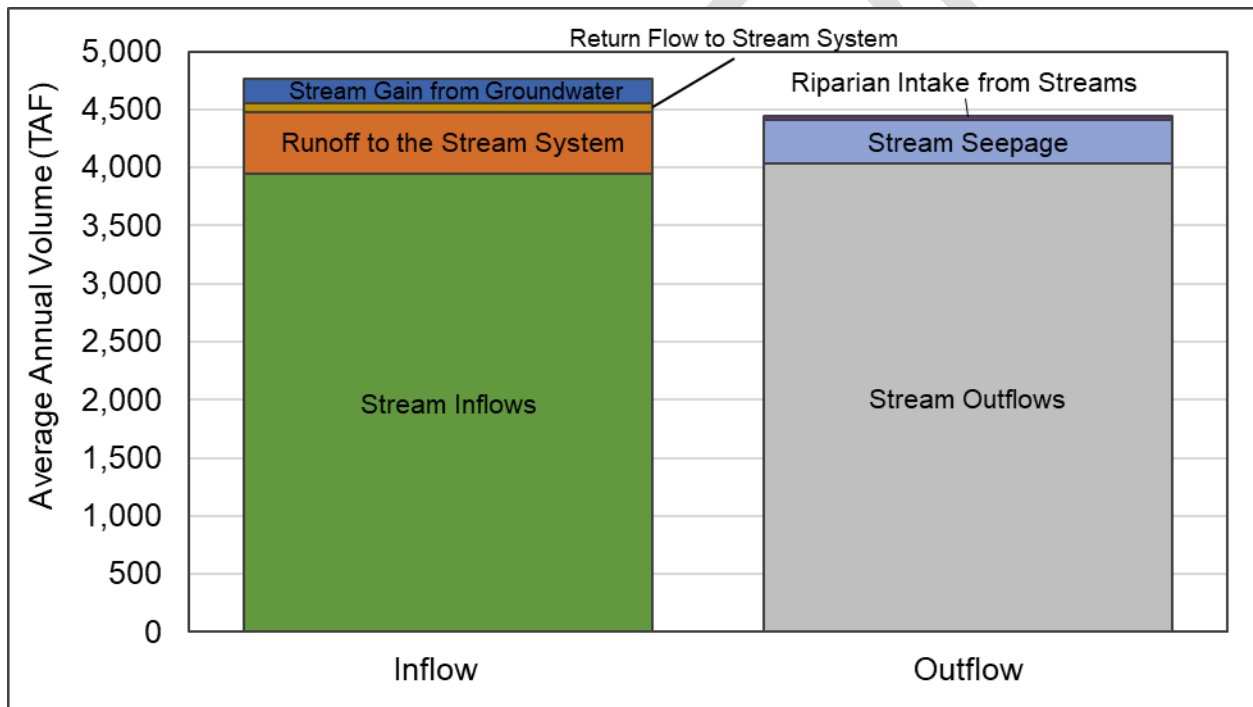 Return Flow to Stream System
5,000
4,500
4,000
3,500
3,000
2,500
2,000
1,500
1,000
500
0
Average Annual Volume (TAF)
Stream Gain from Groundwater
Runoff to the Stream System
Stream Inflows
Riparian Intake from Streams
Stream Seepage
Stream Outflows
Inflow
Outflow